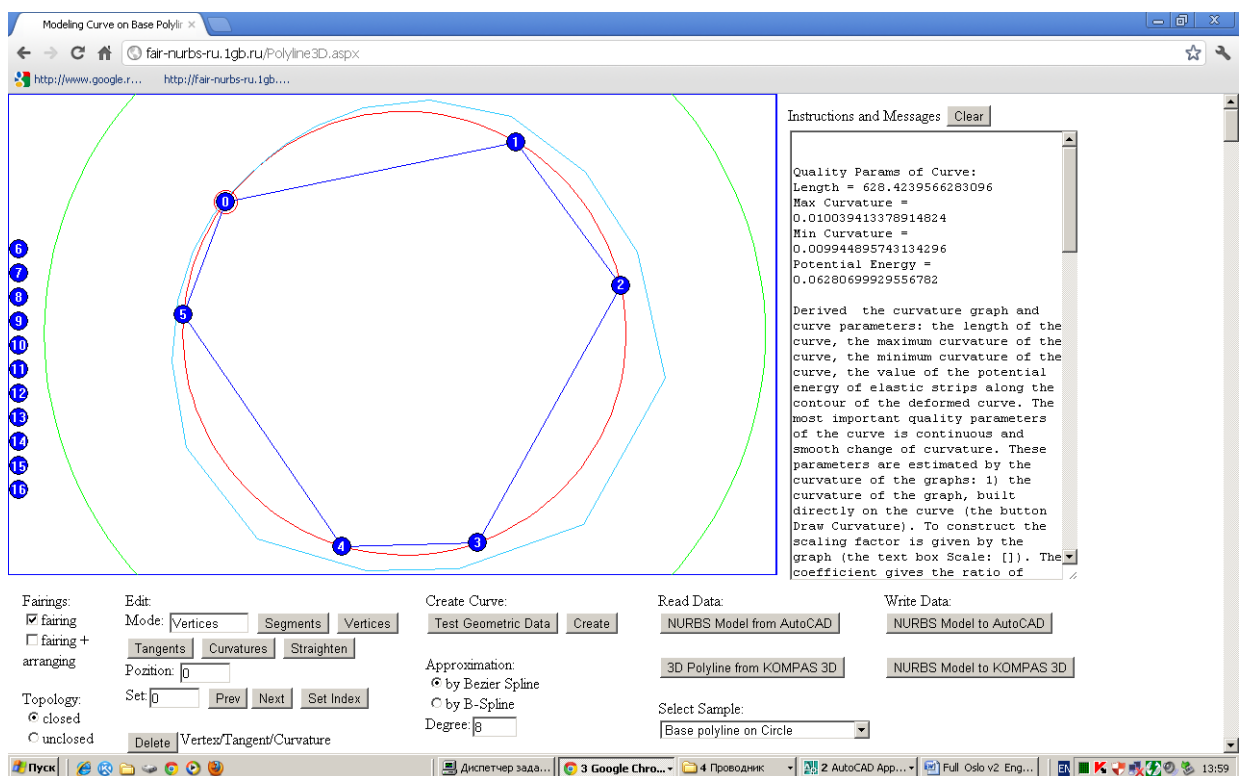 Modeling Curve on Base Polylir
fair-nurbs-ru.1gb.ru/Polyline3D.aspx
http://www.google.r... http://fair-nurbs-ru.1gb....
Instructions and Messages Clear
Quality Params of Curve:
Length = 628.4239566283096
Max Curvature =
0.010039413378914824
Min Curvature =
0.009944895743134296
Potential Energy =
0.06280699929556782
Derived the curvature graph and
curve parameters: the length of the
curve, the maximum curvature of the
curve, the minimum curvature of the
curve, the value of the potential
energy of elastic strips along the
contour of the deformed curve. The
most important quality parameters
of the curve is continuous and
smooth change of curvature. These
parameters are estimated by the
curvature of the graphs: 1) the
curvature of the graph, built
directly on the curve (the button
Draw Curvature). To construct the
scaling factor is given by the
graph (the text box Scale: []). The
coefficient gives the ratio of
1
0
2
5
4
3
6
7
8
9
10
11
12
13
14
15
16
Fairings:
fairing
fairing +
arranging
Topology:
closed
unclosed
Edit:
Mode: Vertices Segments Vertices
Tangents Curvatures Straighten
Pozition: 0
Set: 0 Prev Next Set Index
Delete Vertex/Tangent/Curvature
Create Curve:
Test Geometric Data Create
Approximation:
by Bezier Spline
by B-Spline
Degree: 8
Read Data:
NURBS Model from AutoCAD
3D Polyline from KOMPAS 3D
Select Sample:
Base polyline on Circle
Write Data:
NURBS Model to AutoCAD
NURBS Model to KOMPAS 3D
пуск Диспетчер зада... 3 Google Chro... 4 Проводник 2 AutoCAD App... Full Oslo v2 Eng... EN 13:59